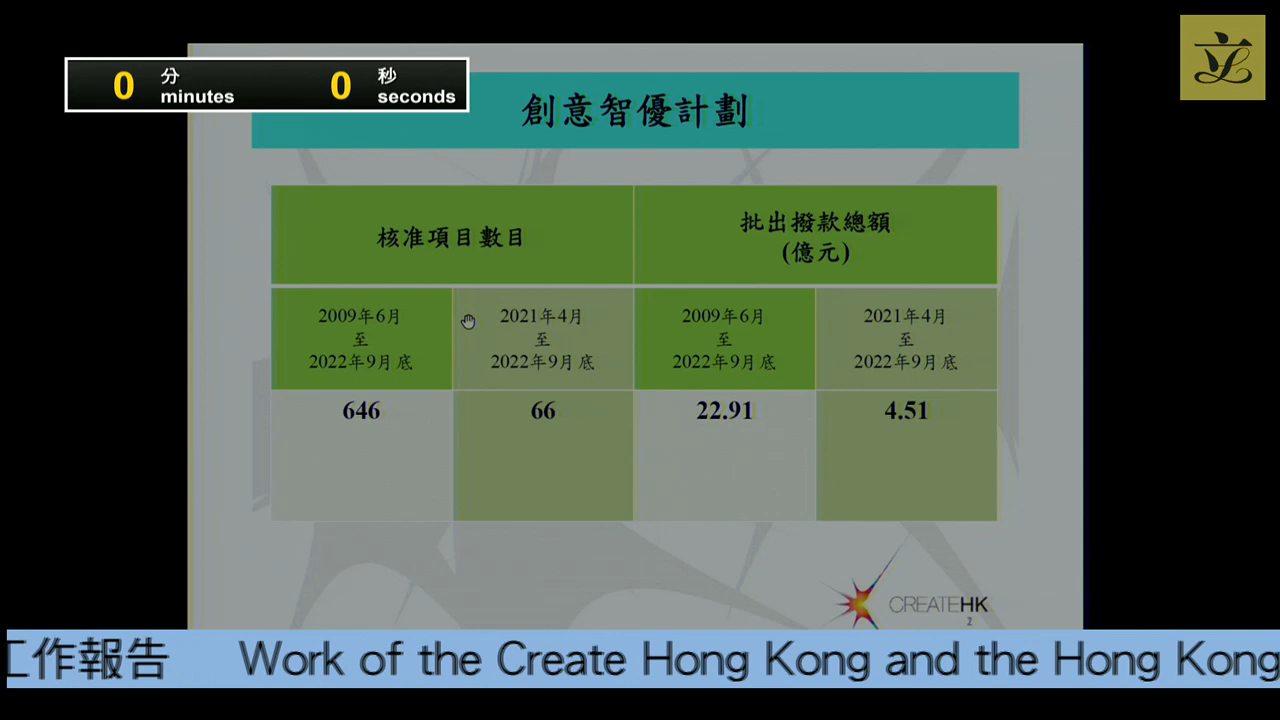 0 分 minutes 0 秒 seconds
立
創意智優計劃
核准項目數目
批出撥款總額
(億元)
2009年6月
至
2022年9月底
2021年4月
至
2022年9月底
2009年6月
至
2022年9月底
2021年4月
至
2022年9月底
646
66
22.91
4.51
CREATEHK
2
工作報告 Work of the Create Hong Kong and the Hong Kong